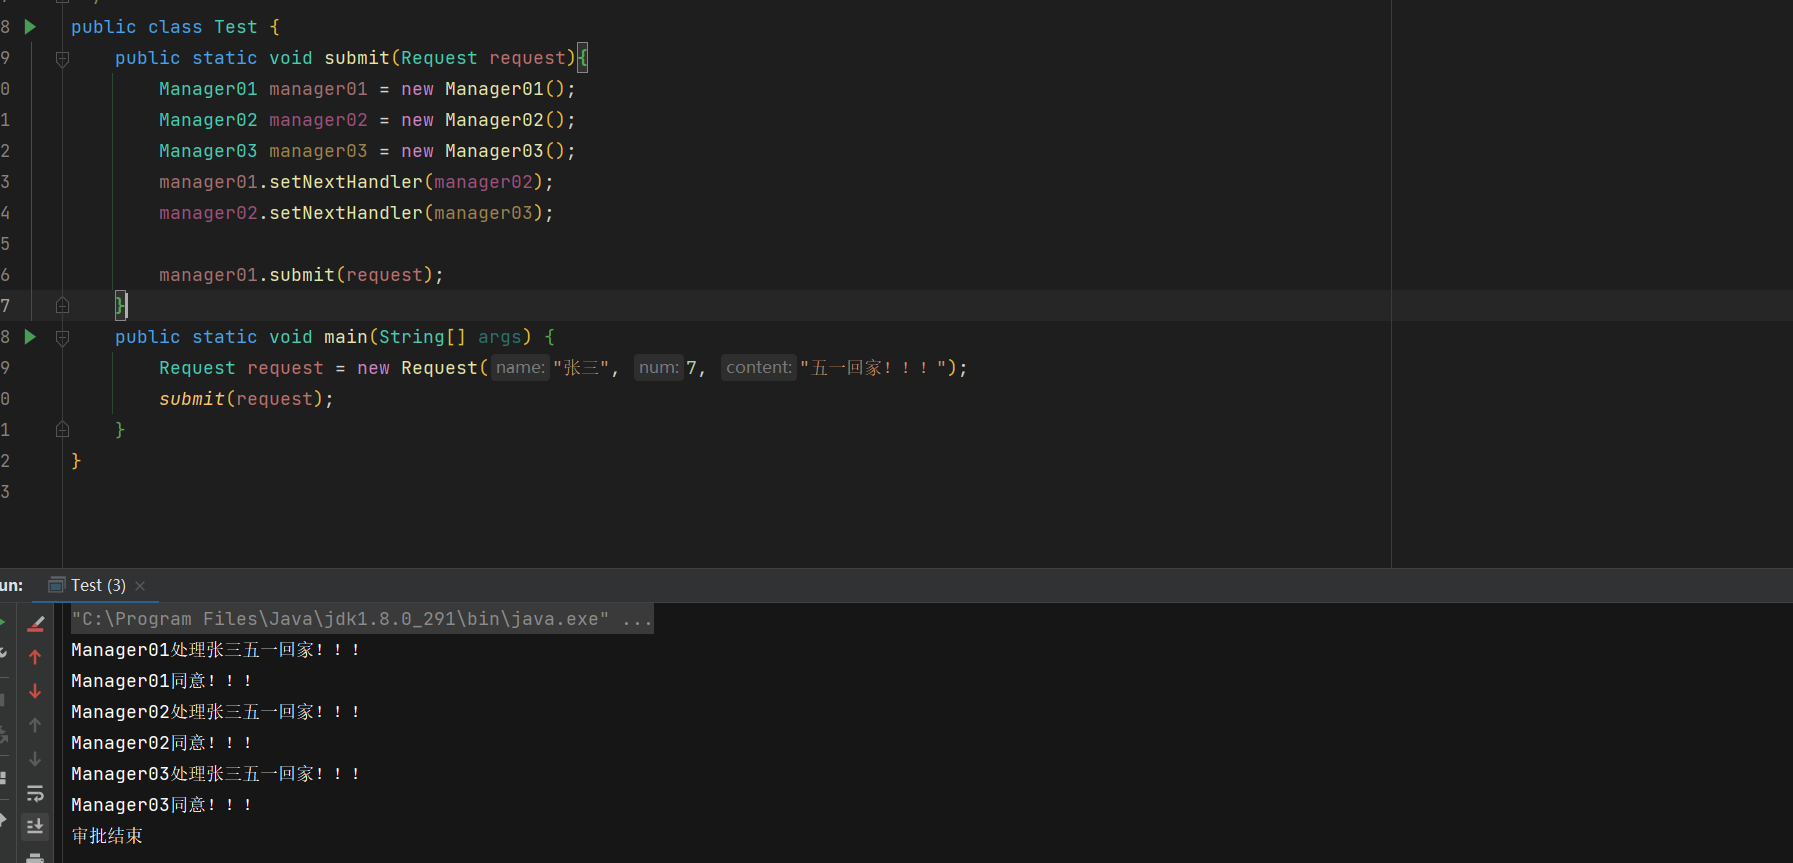 8 public class Test {
9 public static void submit(Request request){
0 Manager01 manager01 = new Manager01();
1 Manager02 manager02 = new Manager02();
2 Manager03 manager03 = new Manager03();
3 manager01.setNextHandler(manager02);
4 manager02.setNextHandler(manager03);
5
6 manager01.submit(request);
7 }
8 public static void main(String[] args) {
9 Request request = new Request( name: "张三", num: 7, content: "五一回家！！！");
0 submit(request);
1 }
2 }
3
un: Test (3)
"C:\Program Files\Java\jdk1.8.0_291\bin\java.exe" ...
Manager01处理张三五一回家！！！
Manager01同意！！！
Manager02处理张三五一回家！！！
Manager02同意！！！
Manager03处理张三五一回家！！！
Manager03同意！！！
审批结束